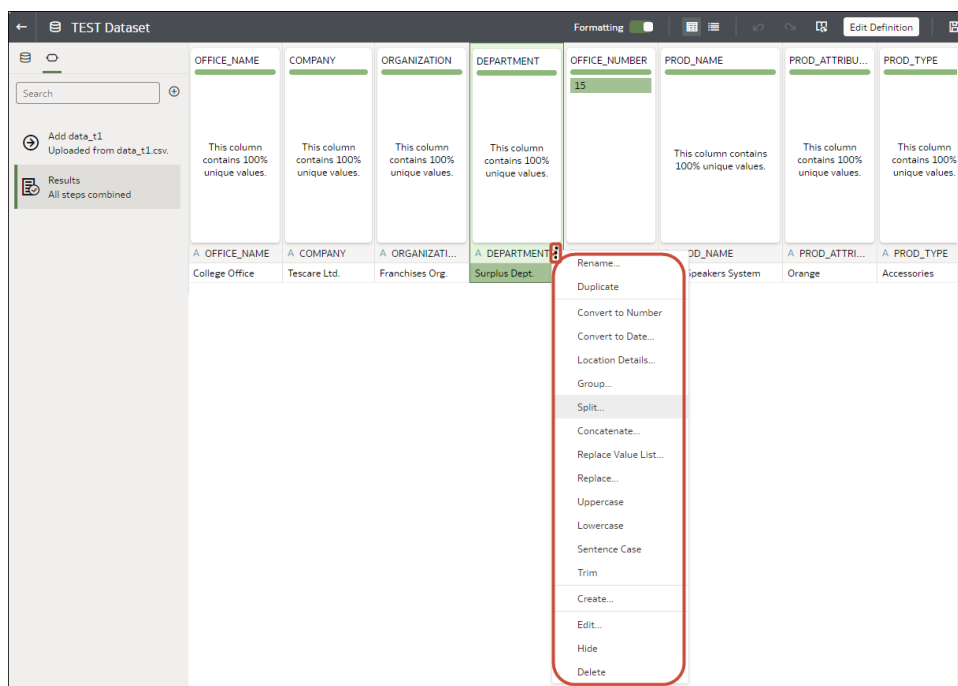 TEST Dataset
Formatting
Edit Definition
Search
Add data_t1
Uploaded from data_t1.csv.
Results
All steps combined
OFFICE_NAME COMPANY ORGANIZATION DEPARTMENT OFFICE_NUMBER PROD_NAME PROD_ATTRIBU... PROD_TYPE
15
This column
contains 100%
unique values.
This column
contains 100%
unique values.
This column
contains 100%
unique values.
This column
contains 100%
unique values.
This column contains
100% unique values.
This column
contains 100%
unique values.
This column
contains 100%
unique values.
A OFFICE_NAME A COMPANY A ORGANIZATI... A DEPARTMENT OD_NAME A PROD_ATTRI... A PROD_TYPE
College Office Tescare Ltd. Franchises Org. Surplus Dept. Speakers System Orange Accessories
Rename...
Duplicate
Convert to Number
Convert to Date...
Location Details...
Group...
Split...
Concatenate...
Replace Value List...
Replace...
Uppercase
Lowercase
Sentence Case
Trim
Create...
Edit...
Hide
Delete